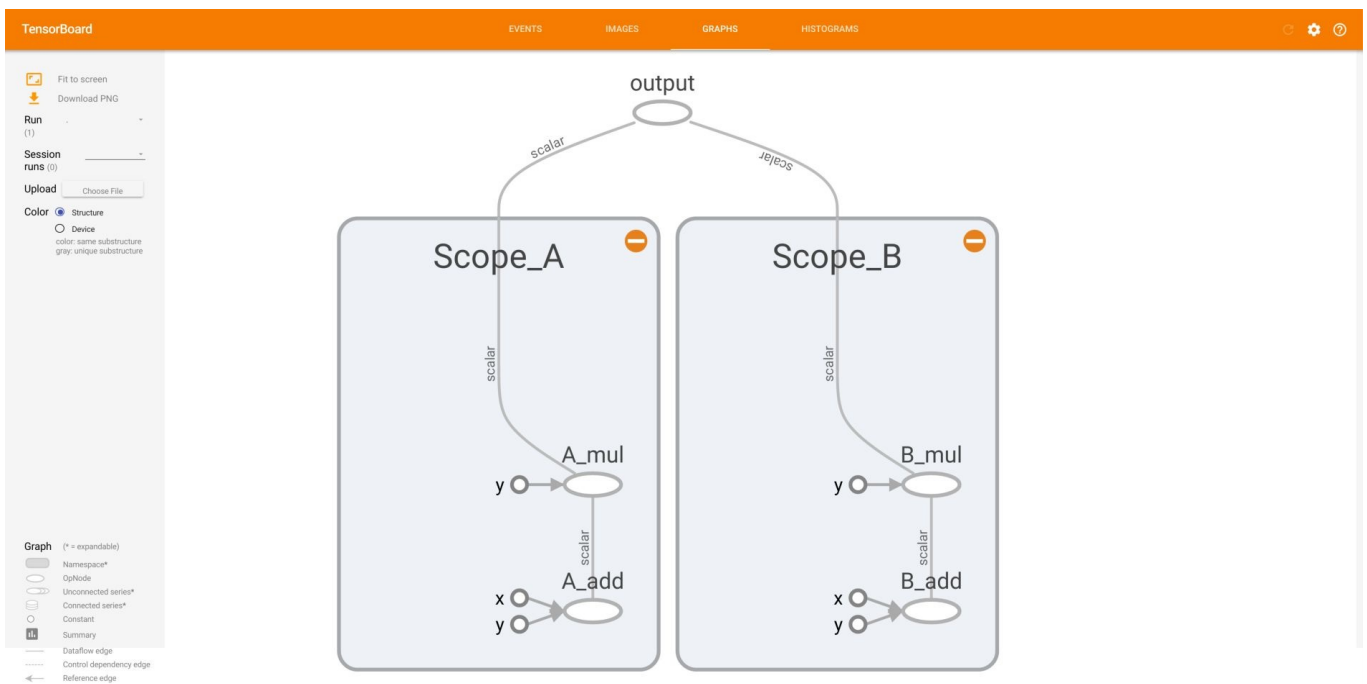 TensorBoard
EVENTS
IMAGES
GRAPHS
HISTOGRAMS
Fit to screen
Download PNG
Run
(1)
.
Session
runs (0)
Upload
Choose File
Color
Structure
Device
color: same substructure
gray: unique substructure
output
scalar
scalar
Scope_A
Scope_B
scalar
scalar
A_mul
y
B_mul
y
scalar
scalar
A_add
x
y
B_add
x
y
Graph (* = expandable)
Namespace*
OpNode
Unconnected series*
Connected series*
Constant
Summary
Dataflow edge
Control dependency edge
Reference edge